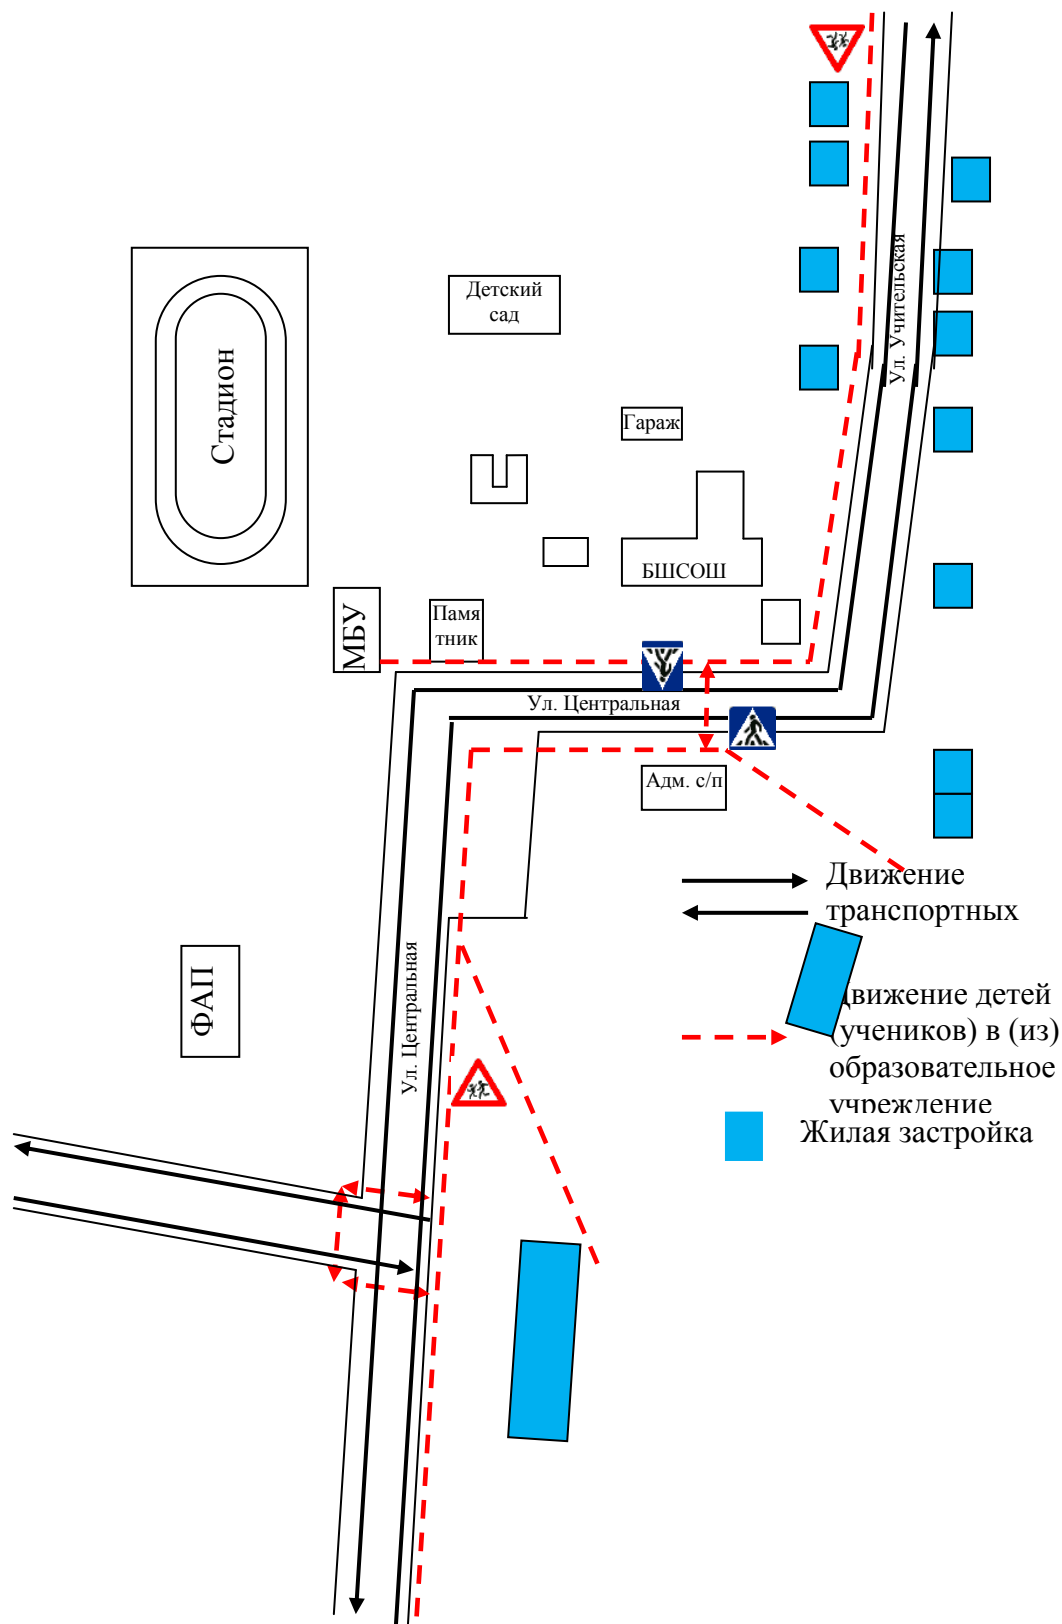 Детский
сад
Ул. Учительская
Стадион
Гараж
БШСОШ
МБУ
Памя
тник
Ул. Центральная
Адм. с/п
Движение
транспортных
ФАП
Ул. Центральная
движение детей
(учеников) в (из)
образовательное
учреждение
Жилая застройка